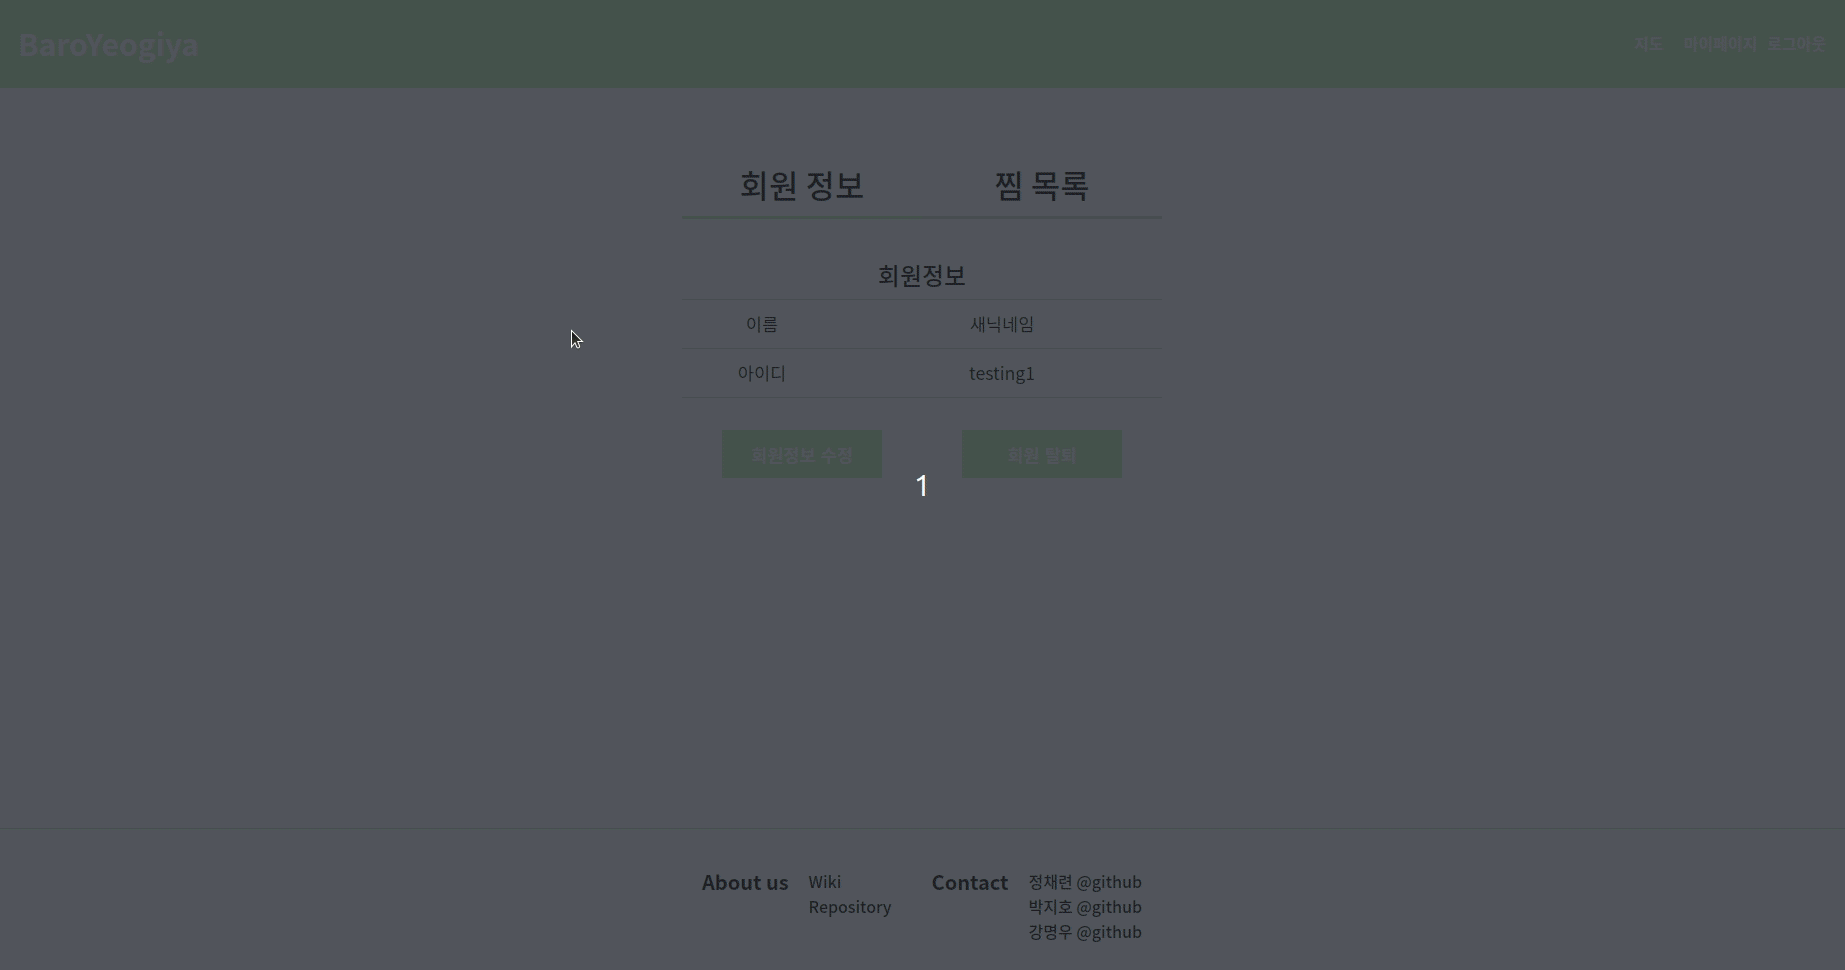 BaroYeogiya
지도 마이페이지 로그아웃
회원 정보 찜 목록
회원정보
이름 새닉네임
아이디 testing1
회원정보 수정 회원 탈퇴
1
About us Wiki Contact 정채련 @github
Repository 박지호 @github
강명우 @github